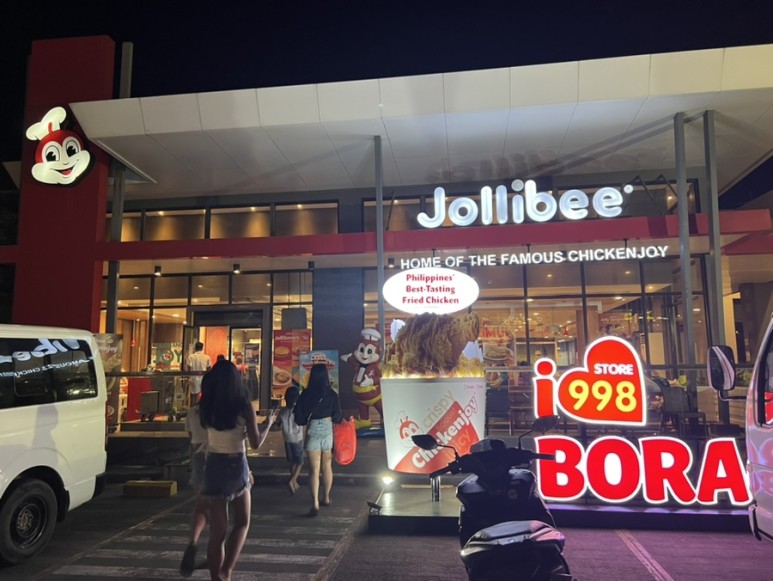 Jollibee
HOME OF THE FAMOUS CHICKENJOY
Philippines'
Best-Tasting
Fried Chicken
i
STORE
998
BORA
crispy
Chickenjoy